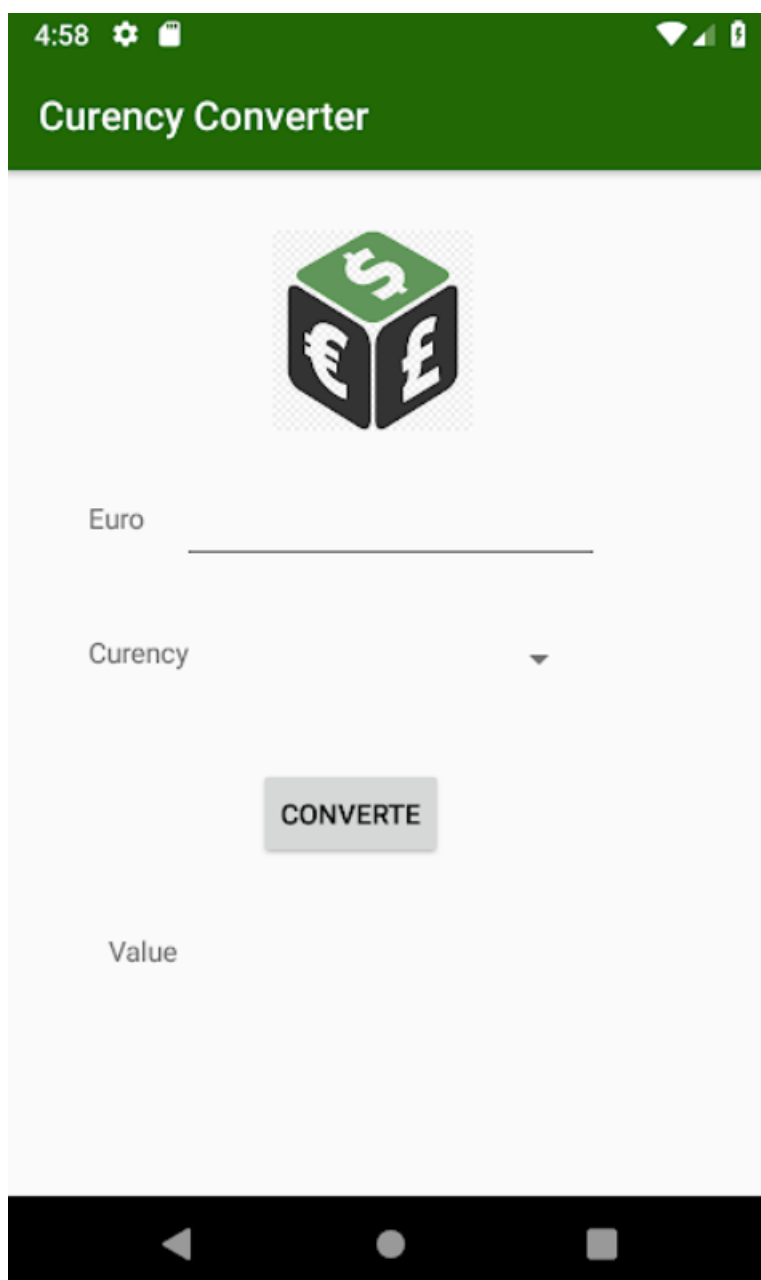 4:58
Curency Converter
$
€ £
Euro
Curency
CONVERTE
Value